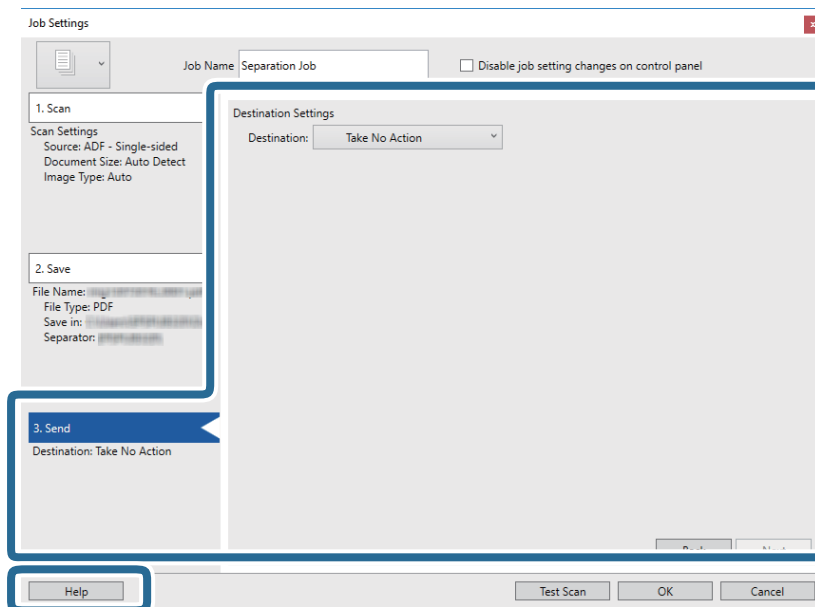 Job Settings
Job Name Separation Job
Disable job setting changes on control panel
1. Scan
Scan Settings
Source: ADF - Single-sided
Document Size: Auto Detect
Image Type: Auto
2. Save
File Name:
File Type: PDF
Save in:
Separator:
3. Send
Destination: Take No Action
Destination Settings
Destination: Take No Action
Help
Test Scan
OK
Cancel